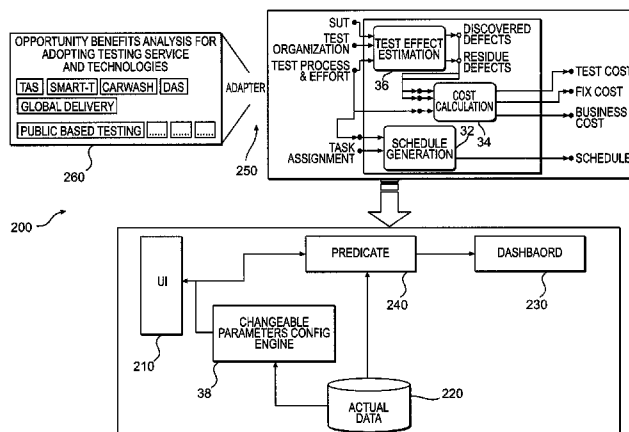 OPPORTUNITY BENEFITS ANALYSIS FOR
ADOPTING TESTING SERVICE
AND TECHNOLOGIES
TAS SMART-T CARWASH DAS
GLOBAL DELIVERY
PUBLIC BASED TESTING ...... ...... ......
260
ADAPTER
250
SUT
TEST
ORGANIZATION
TEST PROCESS
& EFFORT
TASK
ASSIGNMENT
TEST EFFECT
ESTIMATION
36
DISCOVERED
DEFECTS
RESIDUE
DEFECTS
COST
CALCULATION
34
SCHEDULE
GENERATION
32
TEST COST
FIX COST
BUSINESS
COST
SCHEDULE
200
UI
210
PREDICATE
240
DASHBAORD
230
CHANGEABLE
PARAMETERS CONFIG
ENGINE
38
ACTUAL
DATA
220